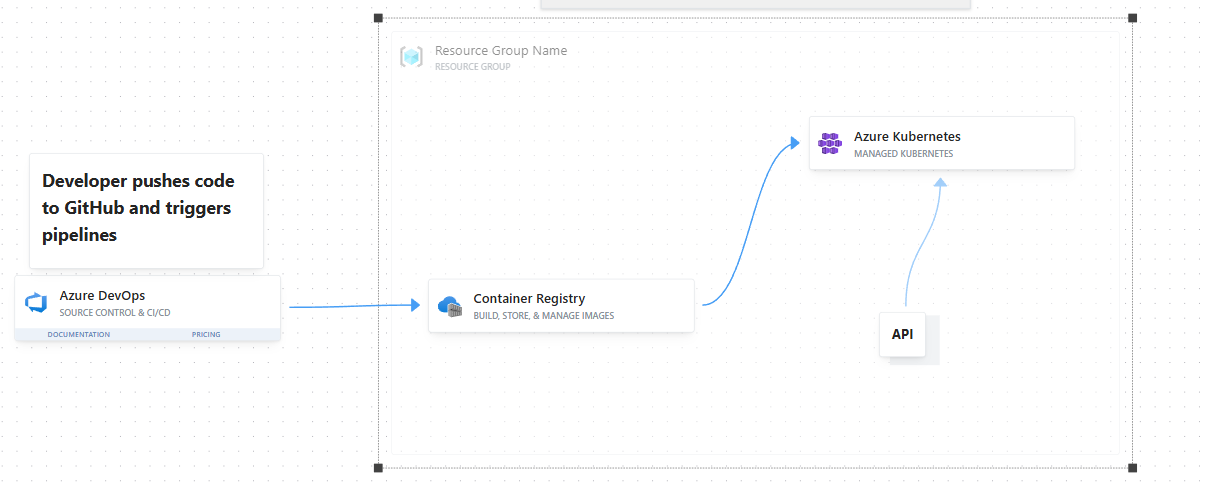 Resource Group Name
RESOURCE GROUP
Azure Kubernetes
MANAGED KUBERNETES
Developer pushes code
to GitHub and triggers
pipelines
Azure DevOps
SOURCE CONTROL & CI/CD
DOCUMENTATION PRICING
Container Registry
BUILD, STORE, & MANAGE IMAGES
API